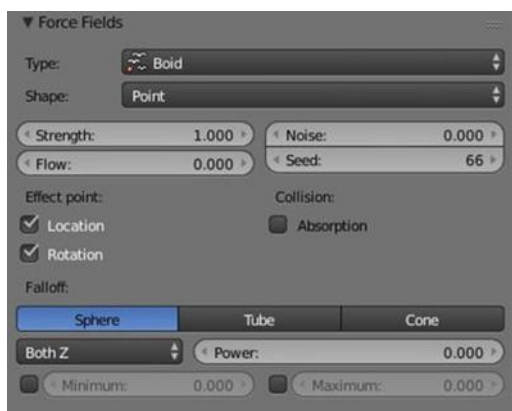 Force Fields
Type: Boid
Shape: Point
Strength: 1.000 Noise: 0.000
Flow: 0.000 Seed: 66
Effect point: Collision:
Location Absorption
Rotation
Falloff:
Sphere Tube Cone
Both Z Power: 0.000
Minimum: 0.000 Maximum: 0.000